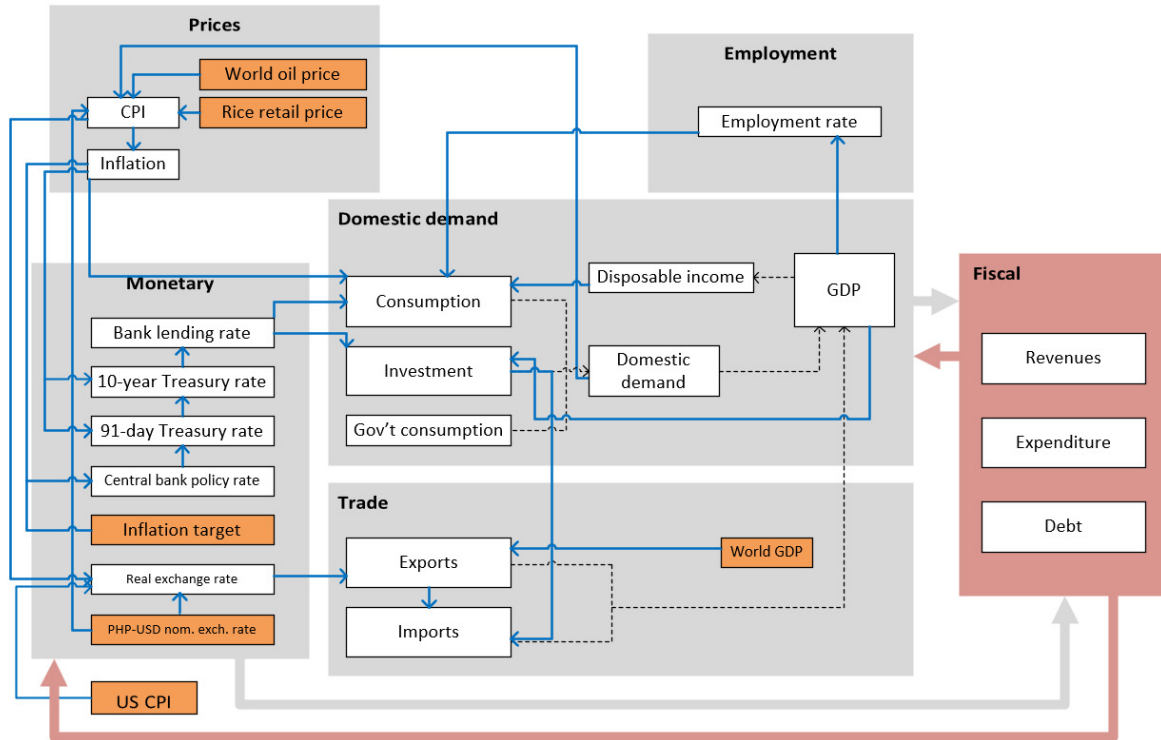 Prices
World oil price
CPI
Rice retail price
Inflation
Employment
Employment rate
Domestic demand
Consumption
Disposable income
GDP
Investment
Domestic
demand
Gov't consumption
Monetary
Bank lending rate
10-year Treasury rate
91-day Treasury rate
Central bank policy rate
Inflation target
Real exchange rate
PHP-USD nom. exch. rate
US CPI
Trade
Exports
World GDP
Imports
Fiscal
Revenues
Expenditure
Debt